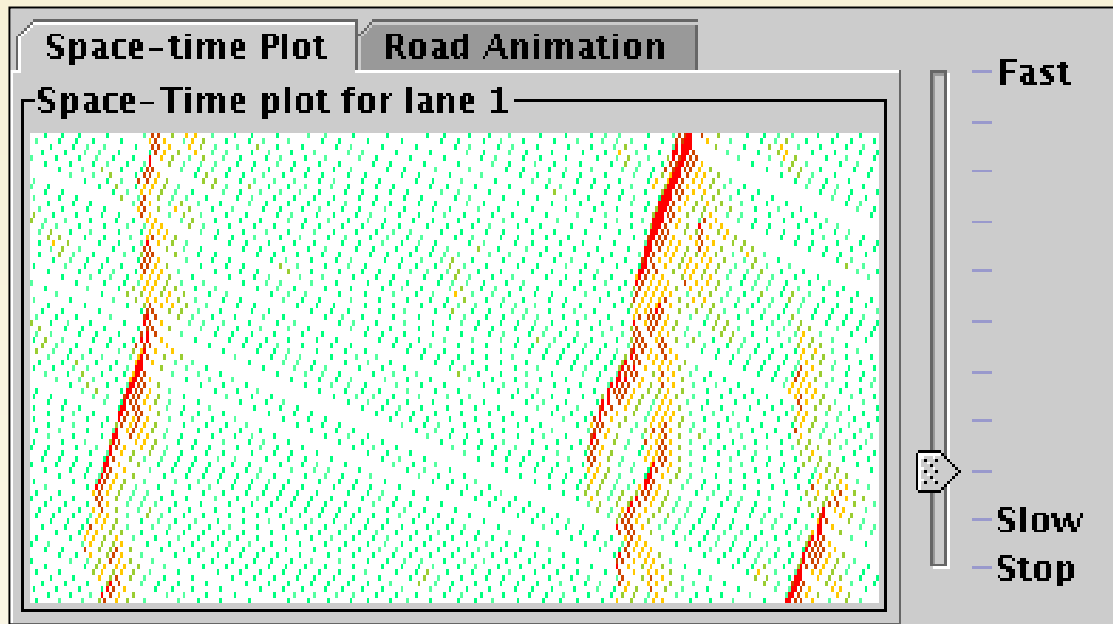 Space-time Plot
Road Animation
Space-Time plot for lane 1
Fast
Slow
Stop